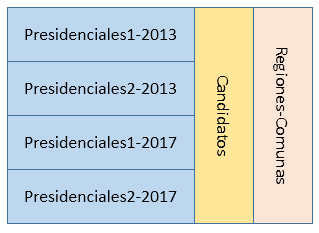 Presidenciales1-2013
Presidenciales2-2013
Presidenciales1-2017
Presidenciales2-2017
Candidatos
Regiones-Comunas